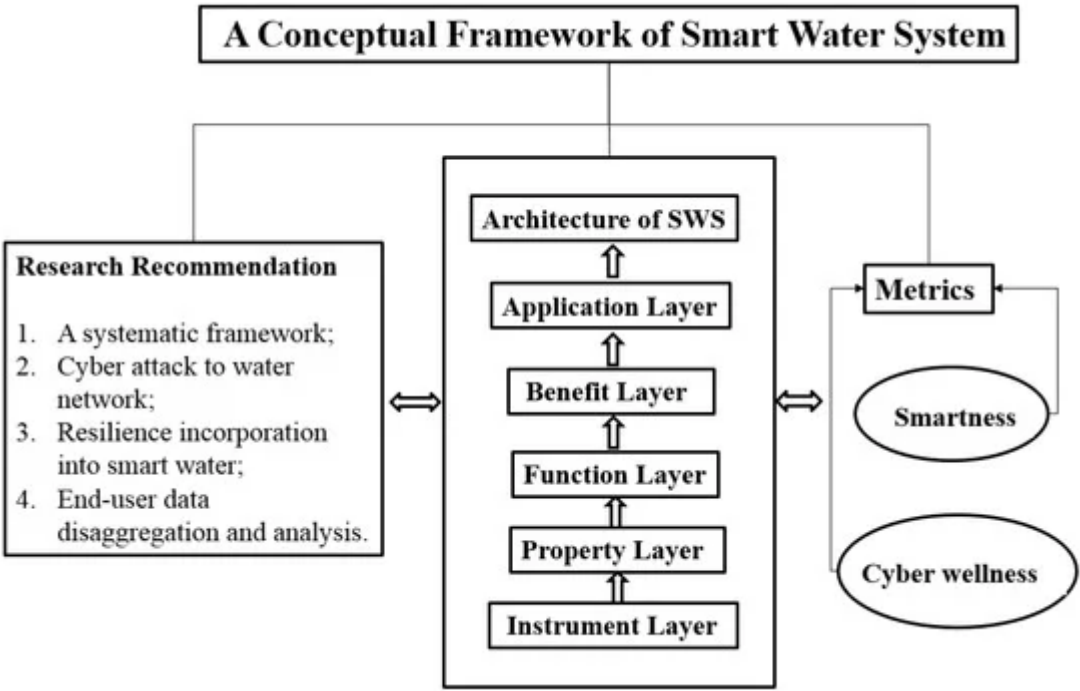 A Conceptual Framework of Smart Water System
Research Recommendation
1. A systematic framework;
2. Cyber attack to water
network;
3. Resilience incorporation
into smart water;
4. End-user data
disaggregation and analysis.
Architecture of SWS
Application Layer
Benefit Layer
Function Layer
Property Layer
Instrument Layer
Metrics
Smartness
Cyber wellness